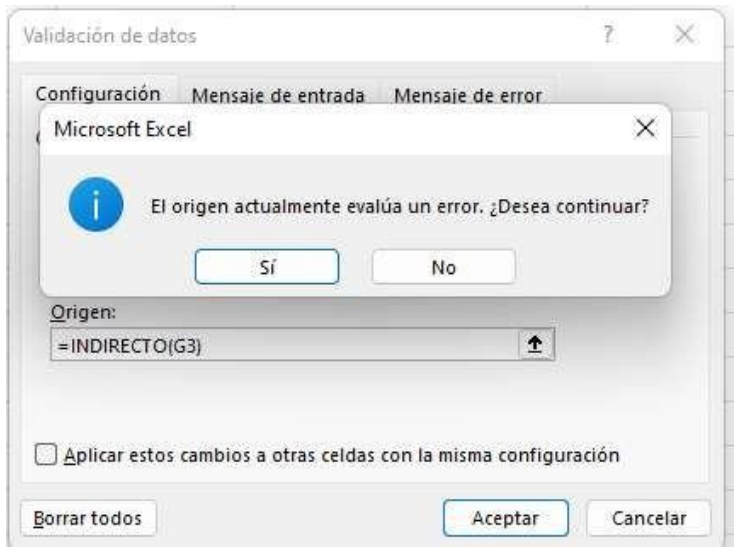 Validación de datos
?
Configuración Mensaje de entrada Mensaje de error
Microsoft Excel
El origen actualmente evalúa un error. ¿Desea continuar?
Sí No
Origen:
=INDIRECTO(G3)
Aplicar estos cambios a otras celdas con la misma configuración
Borrar todos Aceptar Cancelar